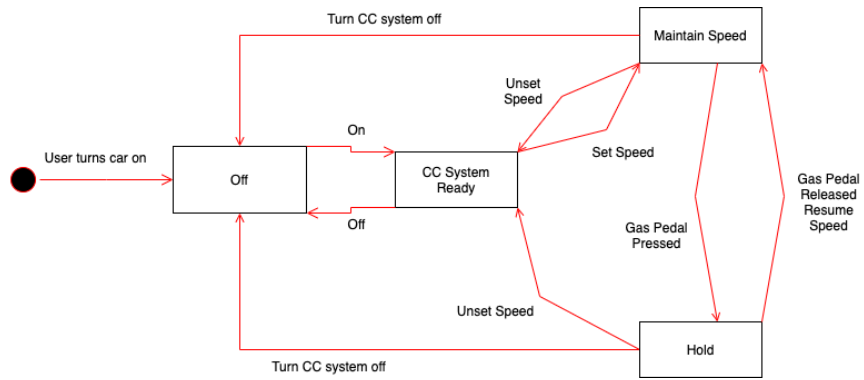 Turn CC system off
Maintain Speed
Unset
Speed
On
Set Speed
User turns car on
Off
CC System
Ready
Gas Pedal
Released
Resume
Speed
Gas Pedal
Pressed
Off
Unset Speed
Hold
Turn CC system off